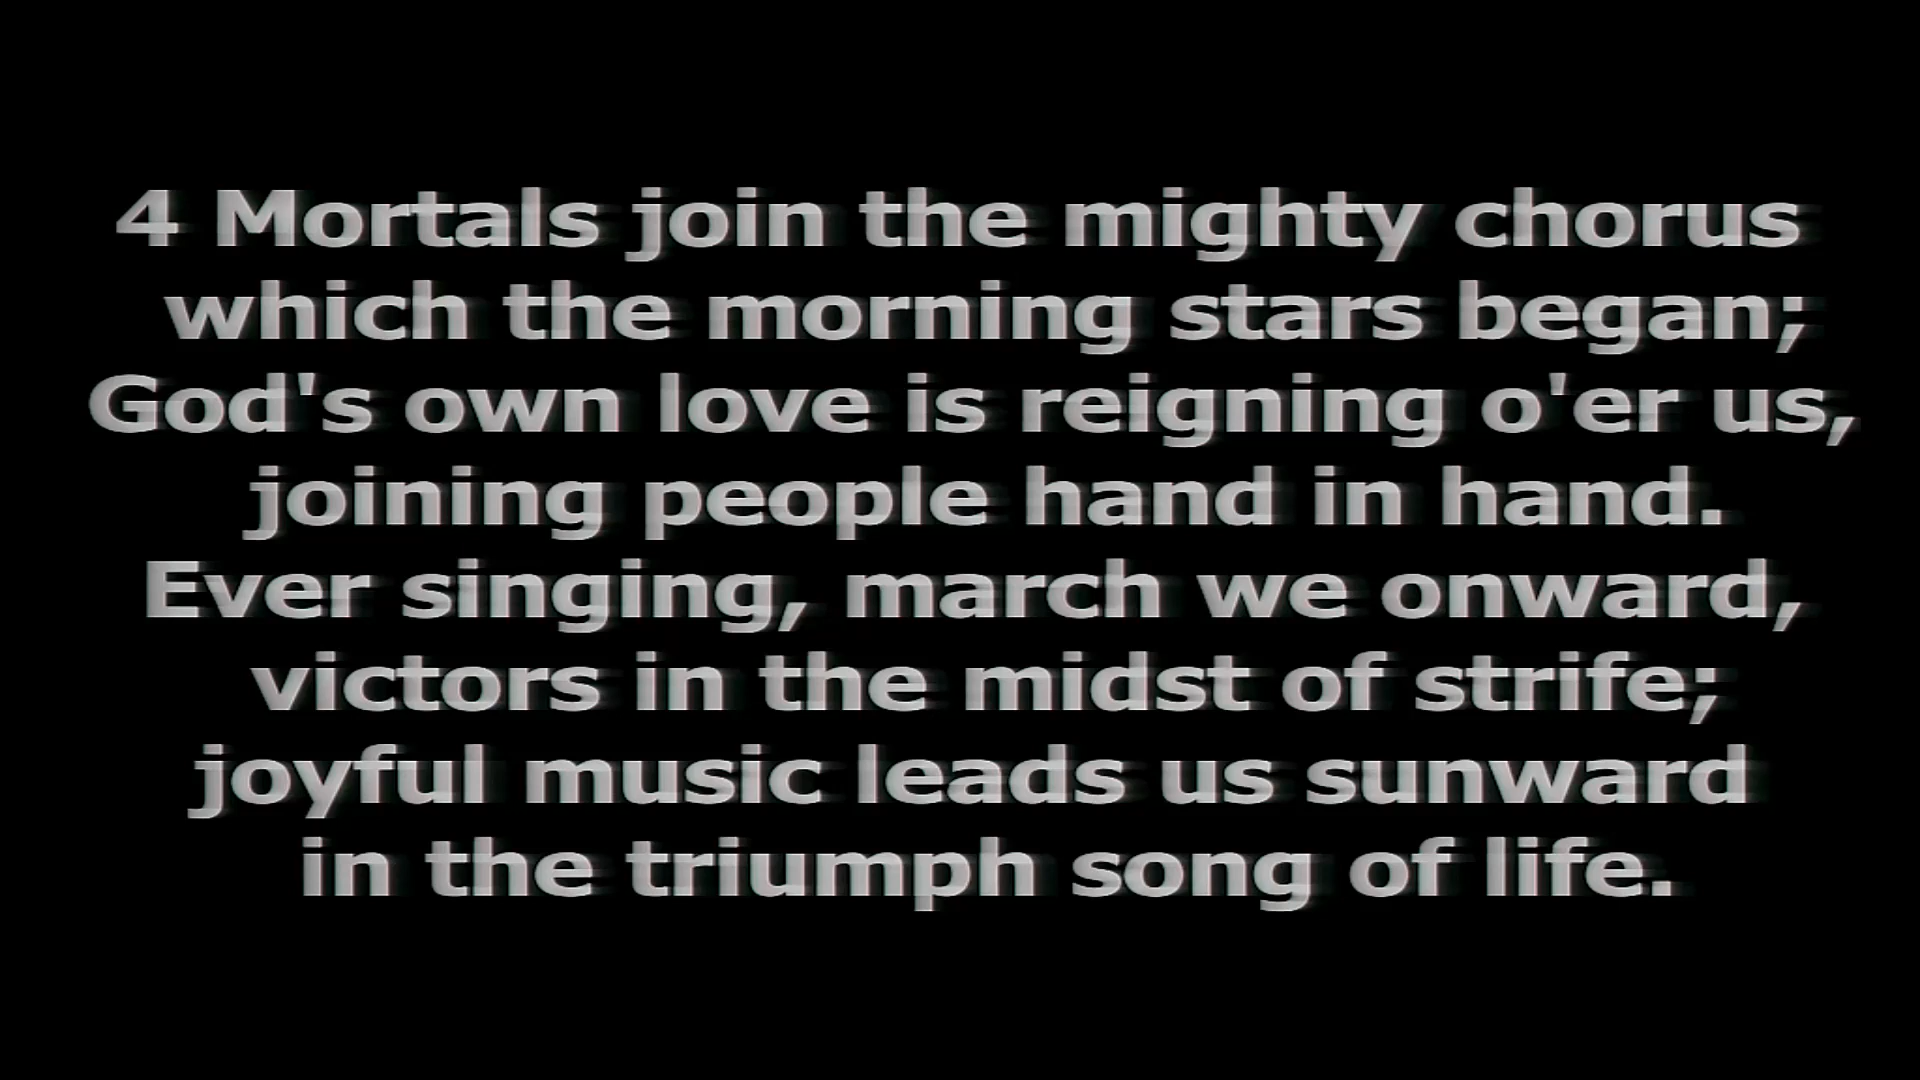 4 Mortals join the mighty chorus
which the morning stars began;
God's own love is reigning o'er us,
joining people hand in hand.
Ever singing, march we onward,
victors in the midst of strife;
joyful music leads us sunward
in the triumph song of life.